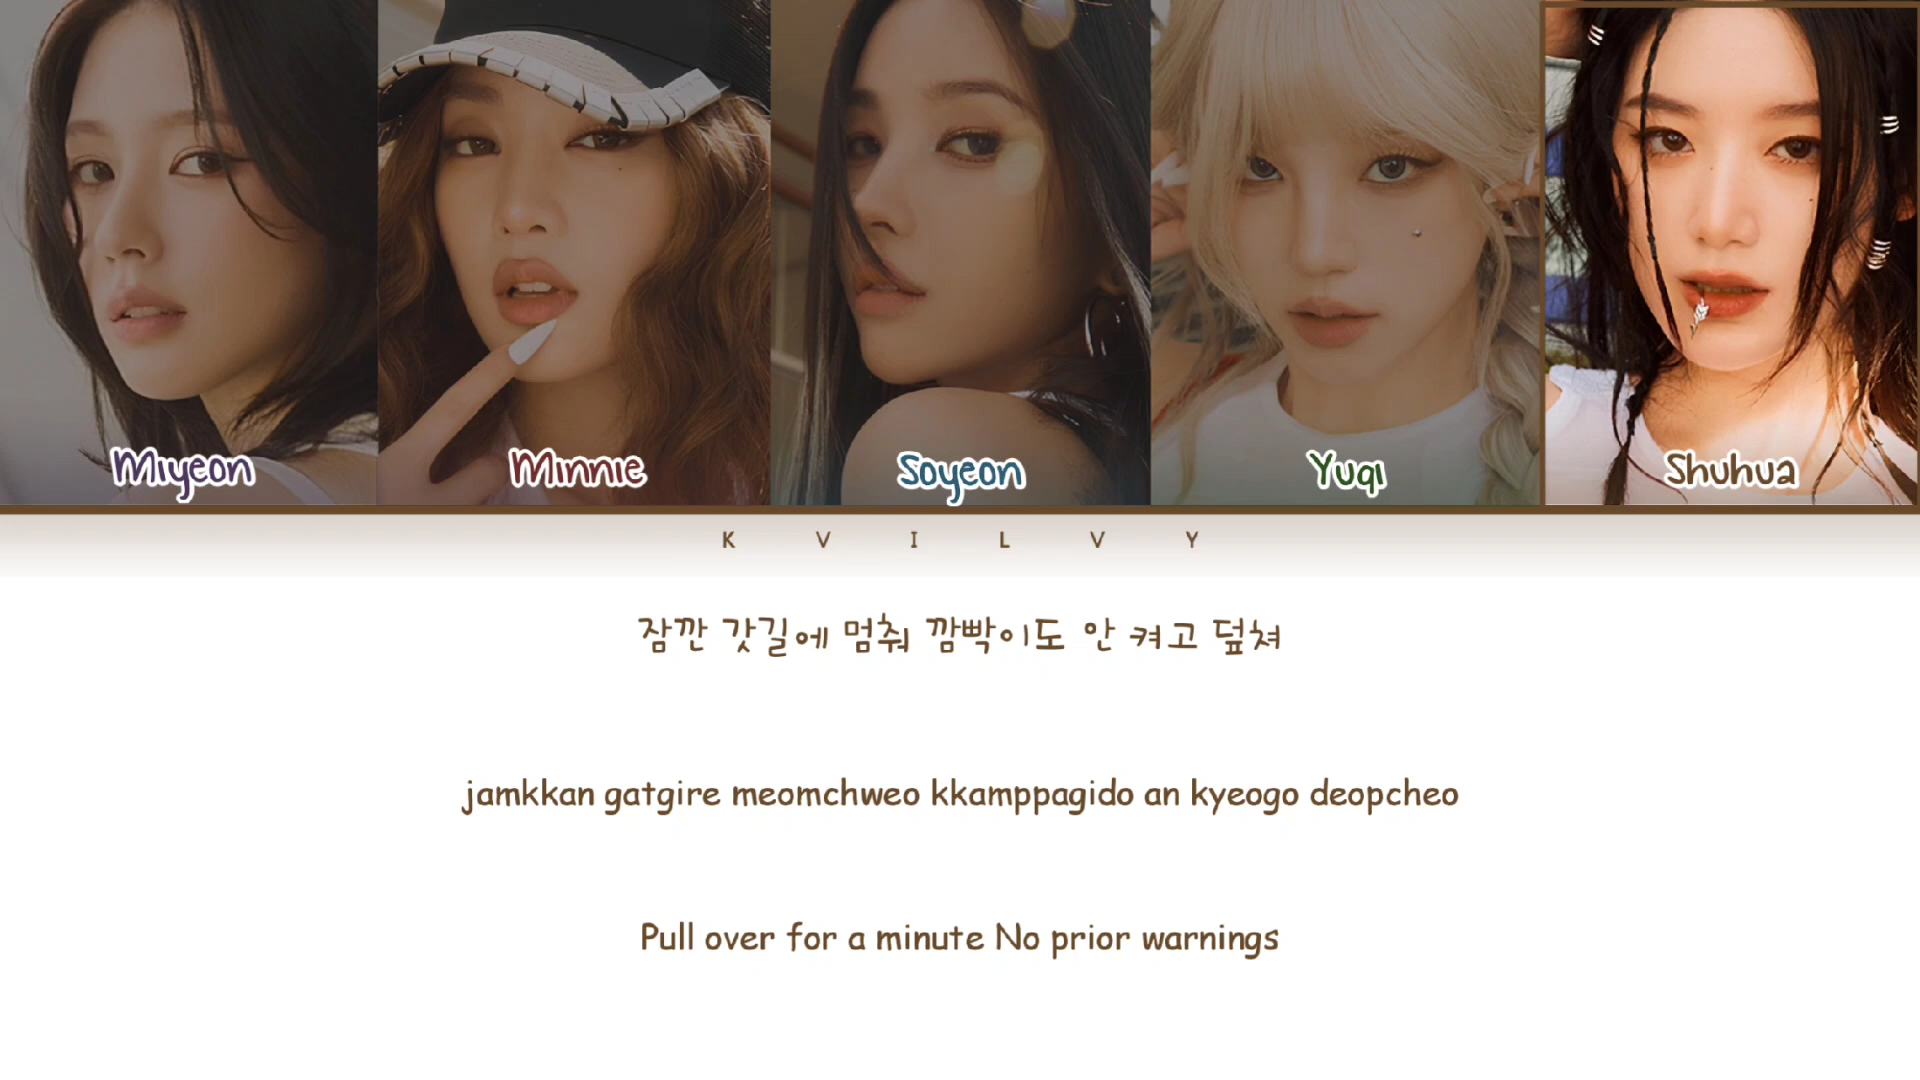 Miyeon
Minnie
Soyeon
Yuqi
Shuhua
K V I L V Y
잠깐 갓길에 멈춰 깜빡이도 안 켜고 덮쳐
jamkkan gatgire meomchweo kkamppagido an kyeogo deopcheo
Pull over for a minute No prior warnings